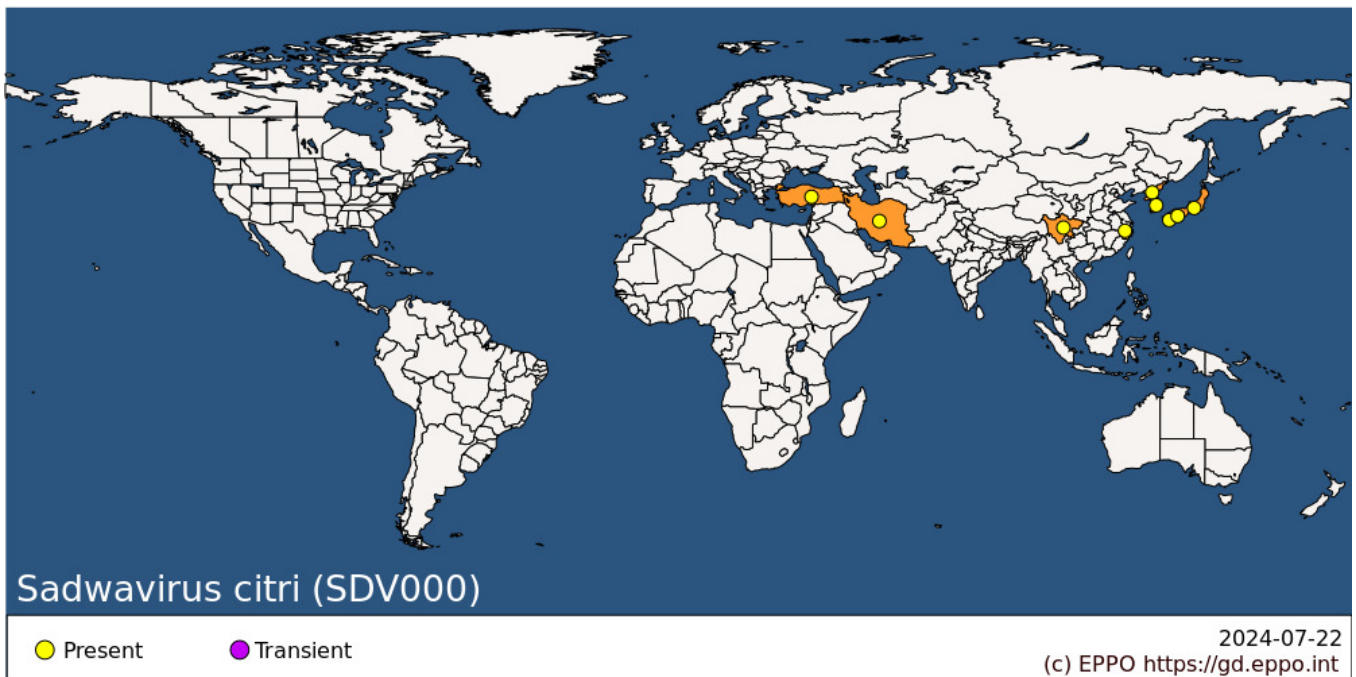 Sadwavirus citri (SDV000)
Present
Transient
2024-07-22
(c) EPPO https://gd.eppo.int